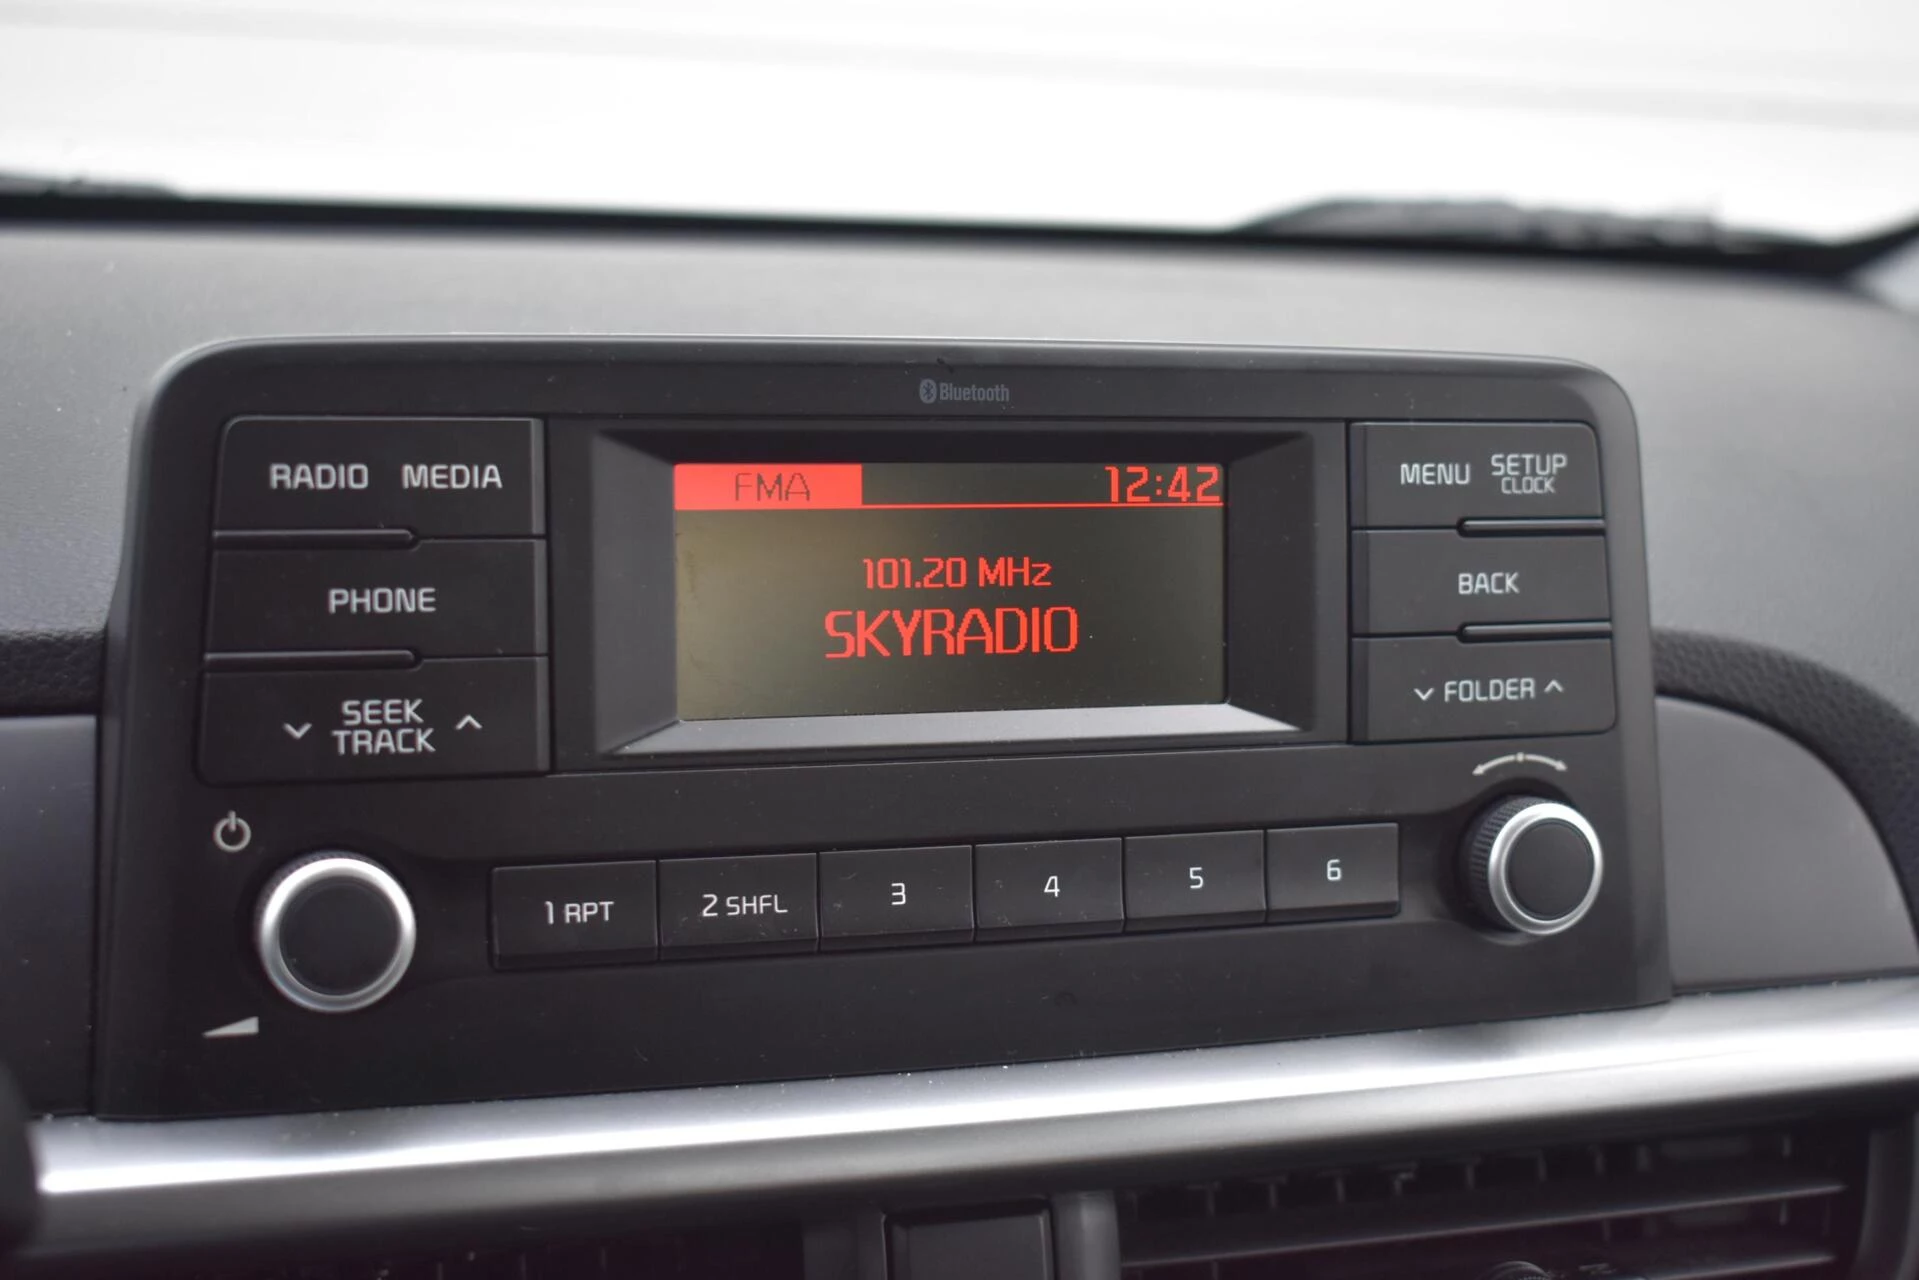 Bluetooth
RADIO MEDIA
PHONE
SEEK
TRACK
FMA 12:42
101.20 MHz
SKYRADIO
MENU SETUP
CLOCK
BACK
FOLDER
1 RPT 2 SHFL 3 4 5 6